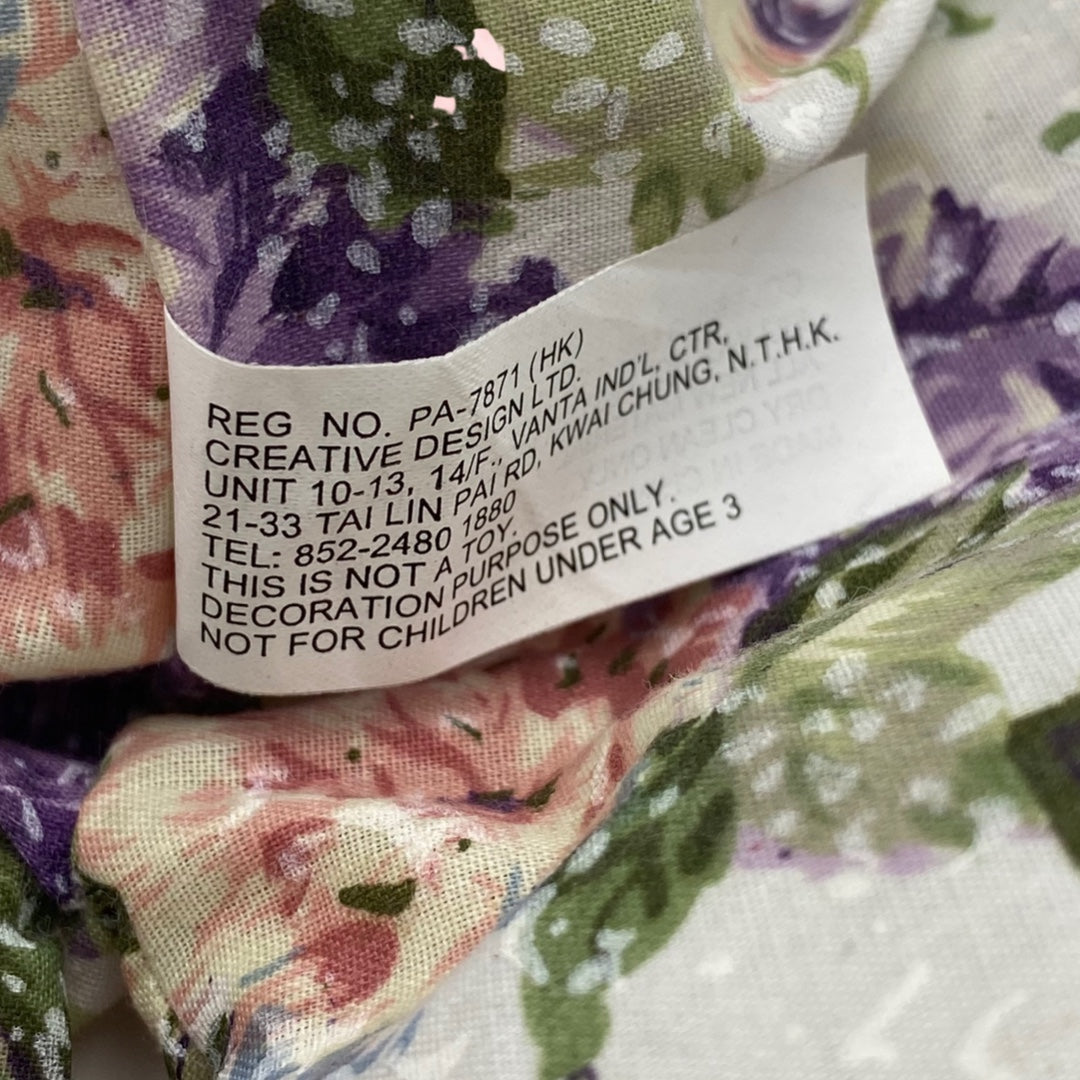 REG NO. PA-7871 (HK)
CREATIVE DESIGN LTD.
UNIT 10-13, 14/F., VANTA IND'L, CTR,
21-33 TAI LIN PAI RD, KWAI CHUNG, N.T.H.K.
TEL: 852-2480 1880
THIS IS NOT A TOY.
DECORATION PURPOSE ONLY.
NOT FOR CHILDREN UNDER AGE 3